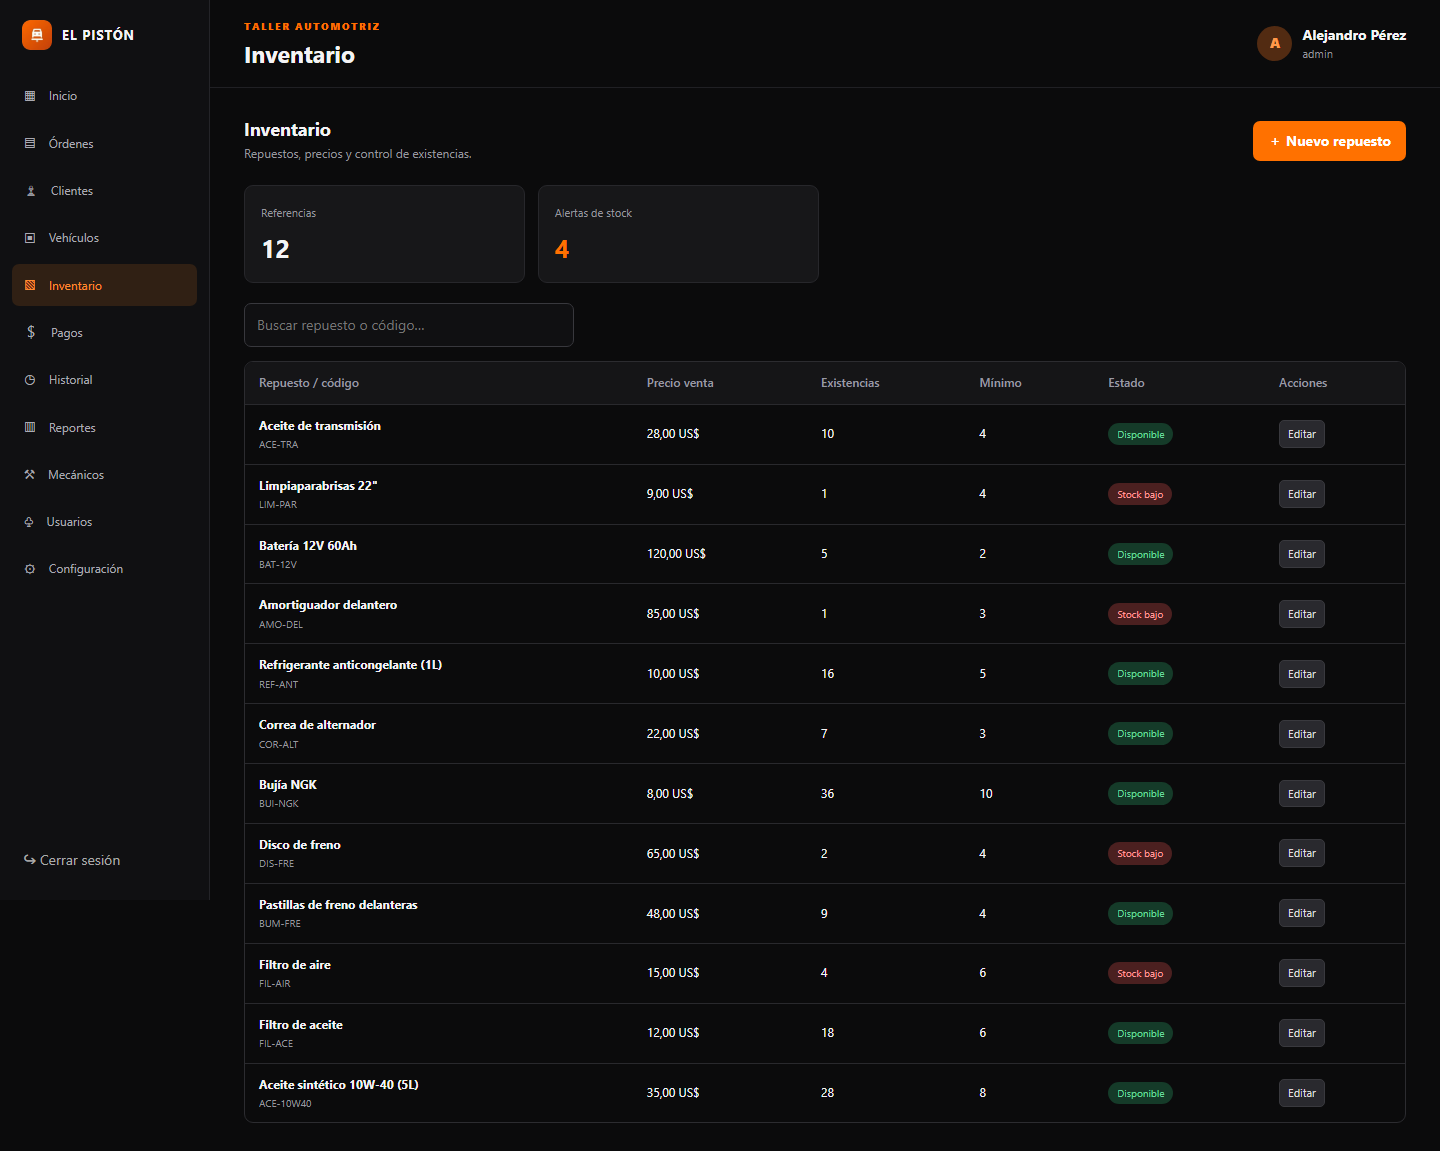 EL PISTÓN
Inicio
Órdenes
Clientes
Vehículos
Inventario
$ Pagos
Historial
Reportes
Mecánicos
Usuarios
Configuración
Cerrar sesión
TALLER AUTOMOTRIZ
Inventario
A
Alejandro Pérez
admin
Inventario
Repuestos, precios y control de existencias.
+ Nuevo repuesto
Referencias
12
Alertas de stock
4
Buscar repuesto o código...
Repuesto / código Precio venta Existencias Mínimo Estado Acciones
Aceite de transmisión
ACE-TRA
28,00 US$ 10 4 Disponible Editar
Limpiaparabrisas 22"
LIM-PAR
9,00 US$ 1 4 Stock bajo Editar
Batería 12V 60Ah
BAT-12V
120,00 US$ 5 2 Disponible Editar
Amortiguador delantero
AMO-DEL
85,00 US$ 1 3 Stock bajo Editar
Refrigerante anticongelante (1L)
REF-ANT
10,00 US$ 16 5 Disponible Editar
Correa de alternador
COR-ALT
22,00 US$ 7 3 Disponible Editar
Bujía NGK
BUI-NGK
8,00 US$ 36 10 Disponible Editar
Disco de freno
DIS-FRE
65,00 US$ 2 4 Stock bajo Editar
Pastillas de freno delanteras
BUM-FRE
48,00 US$ 9 4 Disponible Editar
Filtro de aire
FIL-AIR
15,00 US$ 4 6 Stock bajo Editar
Filtro de aceite
FIL-ACE
12,00 US$ 18 6 Disponible Editar
Aceite sintético 10W-40 (5L)
ACE-10W40
35,00 US$ 28 8 Disponible Editar